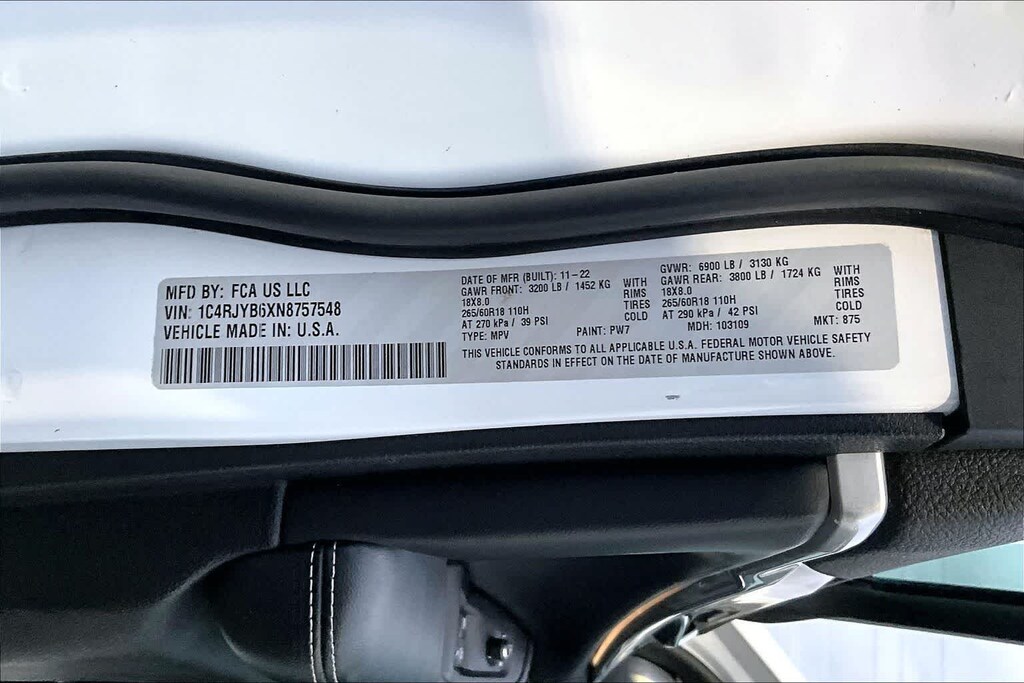 MFD BY: FCA US LLC
VIN: 1C4RJYB6XN8757548
VEHICLE MADE IN: U.S.A.
DATE OF MFR (BUILT): 11-22
GAWR FRONT: 3200 LB / 1452 KG WITH
18X8.0 RIMS
265/60R18 110H TIRES
AT 270 kPa / 39 PSI COLD
TYPE: MPV PAINT: PW7
GVWR: 6900 LB / 3130 KG
GAWR REAR: 3800 LB / 1724 KG WITH
18X8.0 RIMS
265/60R18 110H TIRES
AT 290 kPa / 42 PSI COLD
MDH: 103109 MKT: 875
THIS VEHICLE CONFORMS TO ALL APPLICABLE U.S.A. FEDERAL MOTOR VEHICLE SAFETY
STANDARDS IN EFFECT ON THE DATE OF MANUFACTURE SHOWN ABOVE.